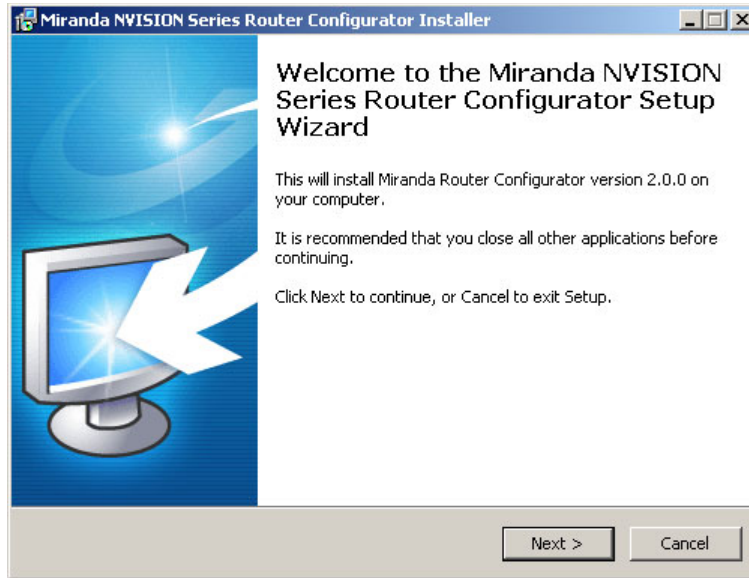 Miranda NVISION Series Router Configurator Installer
Welcome to the Miranda NVISION
Series Router Configurator Setup
Wizard
This will install Miranda Router Configurator version 2.0.0 on
your computer.
It is recommended that you close all other applications before
continuing.
Click Next to continue, or Cancel to exit Setup.
Next >
Cancel